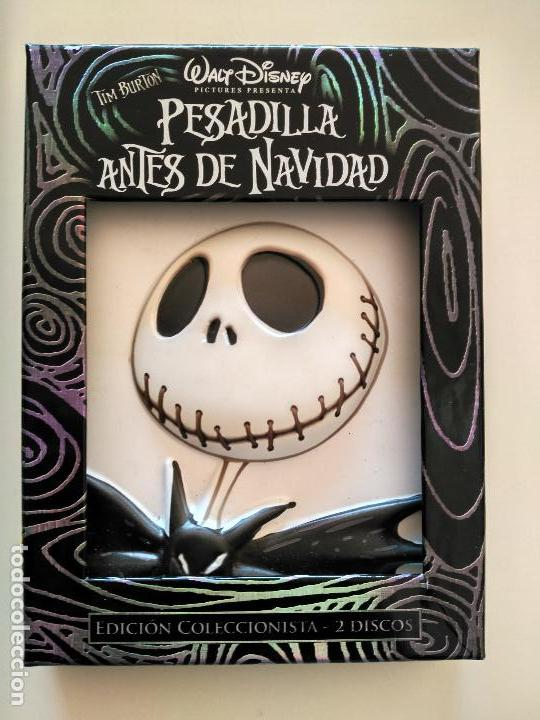 WALT DISNEY
PICTURES PRESENTA
TIM BURTON
PESADILLA
ANTES DE NAVIDAD
EDICIÓN COLECCIONISTA - 2 DISCOS
todocoleccion